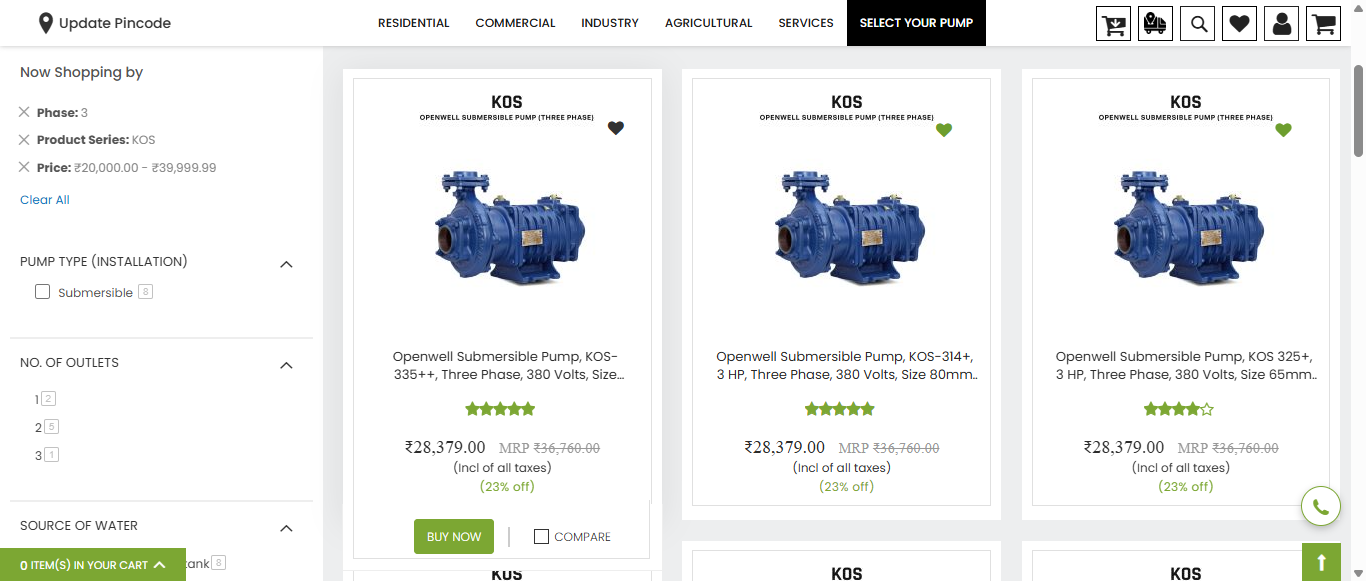 Update Pincode
RESIDENTIAL COMMERCIAL INDUSTRY AGRICULTURAL SERVICES SELECT YOUR PUMP
Now Shopping by
Phase: 3
Product Series: KOS
Price: ₹20,000.00 - ₹39,999.99
Clear All
PUMP TYPE (INSTALLATION)
Submersible 8
NO. OF OUTLETS
1 2
2 5
3 1
SOURCE OF WATER
tank 8
0 ITEM(S) IN YOUR CART
KOS
OPENWELL SUBMERSIBLE PUMP (THREE PHASE)
Openwell Submersible Pump, KOS-
335++, Three Phase, 380 Volts, Size...
₹28,379.00 MRP ₹36,760.00
(Incl of all taxes)
(23% off)
BUY NOW
COMPARE
KOS
OPENWELL SUBMERSIBLE PUMP (THREE PHASE)
Openwell Submersible Pump, KOS-314+,
3 HP, Three Phase, 380 Volts, Size 80mm..
₹28,379.00 MRP ₹36,760.00
(Incl of all taxes)
(23% off)
KOS
OPENWELL SUBMERSIBLE PUMP (THREE PHASE)
Openwell Submersible Pump, KOS 325+,
3 HP, Three Phase, 380 Volts, Size 65mm..
₹28,379.00 MRP ₹36,760.00
(Incl of all taxes)
(23% off)
KOS
KOS
KOS